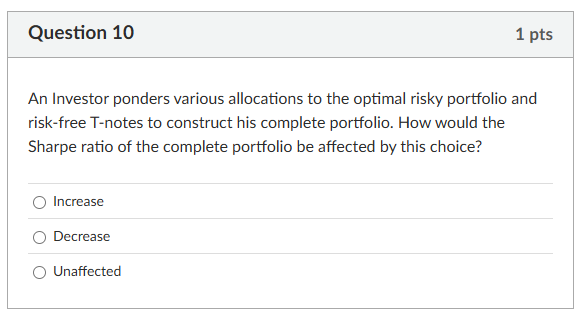 Question 10
1 pts
An Investor ponders various allocations to the optimal risky portfolio and
risk-free T-notes to construct his complete portfolio. How would the
Sharpe ratio of the complete portfolio be affected by this choice?
Increase
Decrease
Unaffected